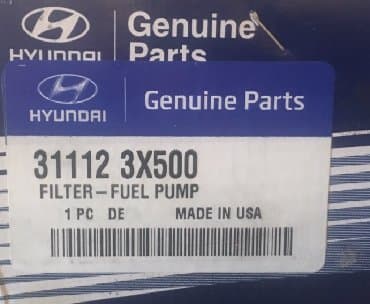 HYUNDAI
Genuine
Parts
HYUNDAI
Genuine Parts
31112 3X500
FILTER-FUEL PUMP
1 PC DE MADE IN USA